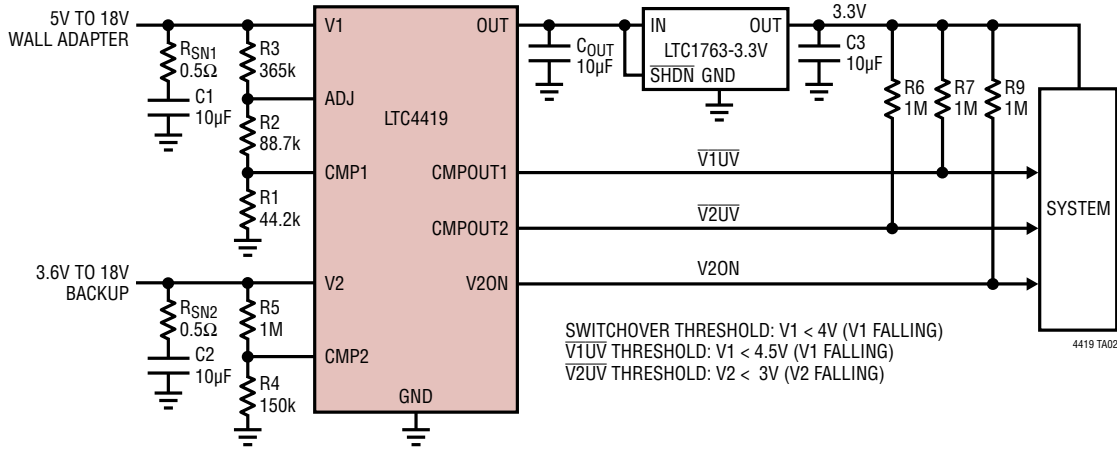 5V TO 18V
WALL ADAPTER
RSN1
0.5Ω
C1
10µF
R3
365k
R2
88.7k
R1
44.2k
V1
ADJ
CMP1
LTC4419
OUT
CMPOUT1
CMPOUT2
V2ON
V2
CMP2
GND
3.6V TO 18V
BACKUP
RSN2
0.5Ω
C2
10µF
R5
1M
R4
150k
COUT
10µF
IN
OUT
LTC1763-3.3V
SHDN GND
3.3V
C3
10µF
R6
1M
R7
1M
R9
1M
V1UV
V2UV
V2ON
SYSTEM
SWITCHOVER THRESHOLD: V1 < 4V (V1 FALLING)
V1UV THRESHOLD: V1 < 4.5V (V1 FALLING)
V2UV THRESHOLD: V2 < 3V (V2 FALLING)
4419 TA02